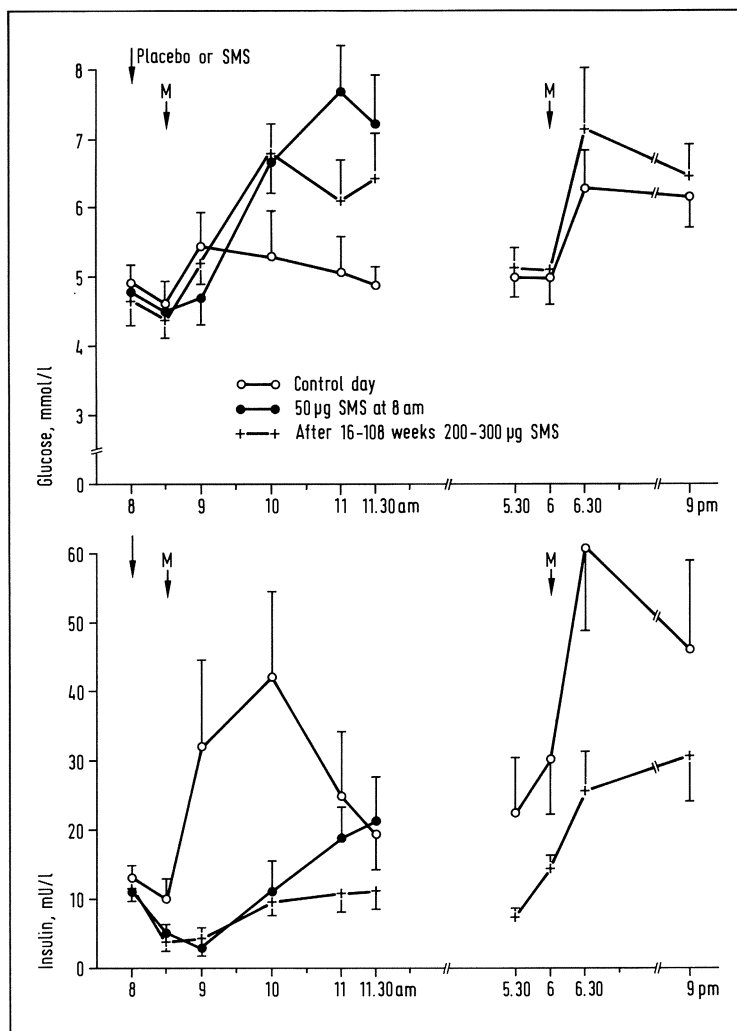 Placebo or SMS
M
M
8
7
6
5
4
3
0
Glucose, mmol/l
Control day
50 µg SMS at 8 am
After 16-108 weeks 200-300 µg SMS
8 9 10 11 11.30 am 5.30 6 6.30 9 pm
M
M
60
50
40
30
20
10
0
Insulin, mU/l
8 9 10 11 11.30 am 5.30 6 6.30 9 pm